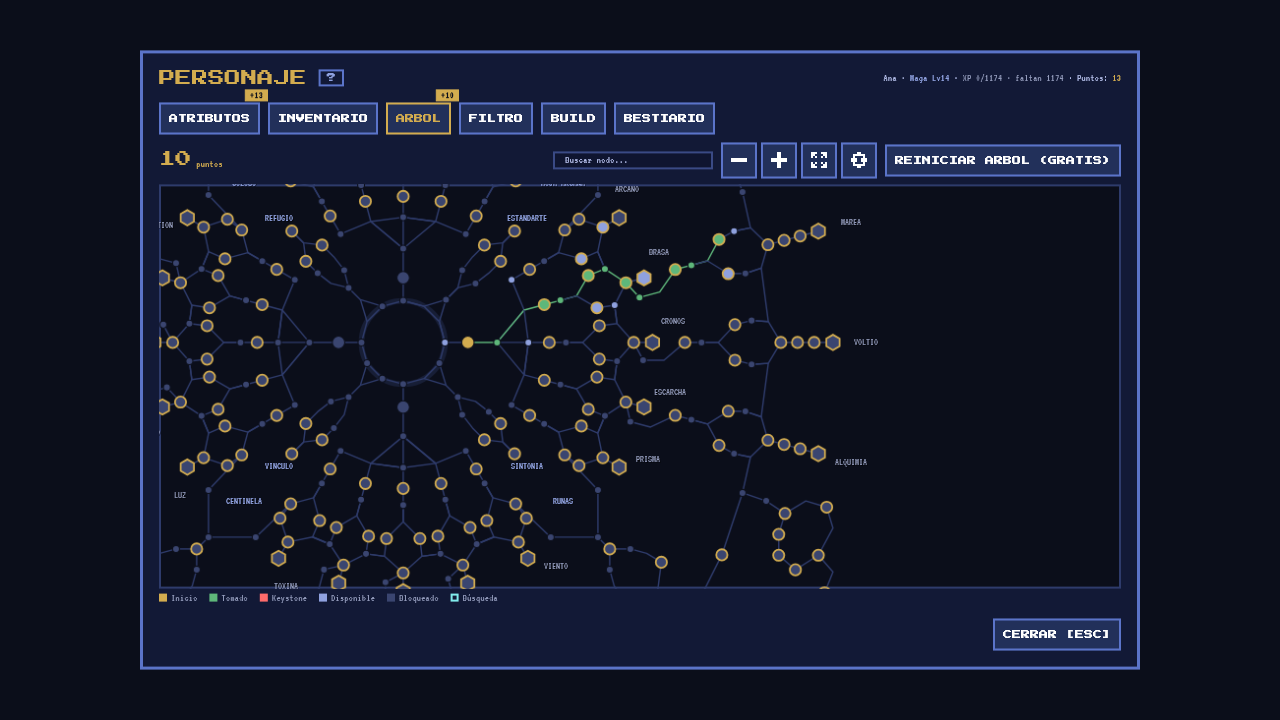 PERSONAJE ?
Ana · Maga Lv14 · XP 0/1174 · faltan 1174 · Puntos: 13
+13 +10
ATRIBUTOS INVENTARIO ARBOL FILTRO BUILD BESTIARIO
10 puntos
Buscar nodo...
REINICIAR ARBOL (GRATIS)
ARCANO
REFUGIO
ESTANDARTE
MAREA
BRASA
CRONOS
VOLTIO
ESCARCHA
PRISMA
ALQUIMIA
VINCULO
SINTONIA
LUZ
CENTINELA
RUNAS
VIENTO
TOXINA
Inicio Tomado Keystone Disponible Bloqueado Búsqueda
CERRAR [ESC]